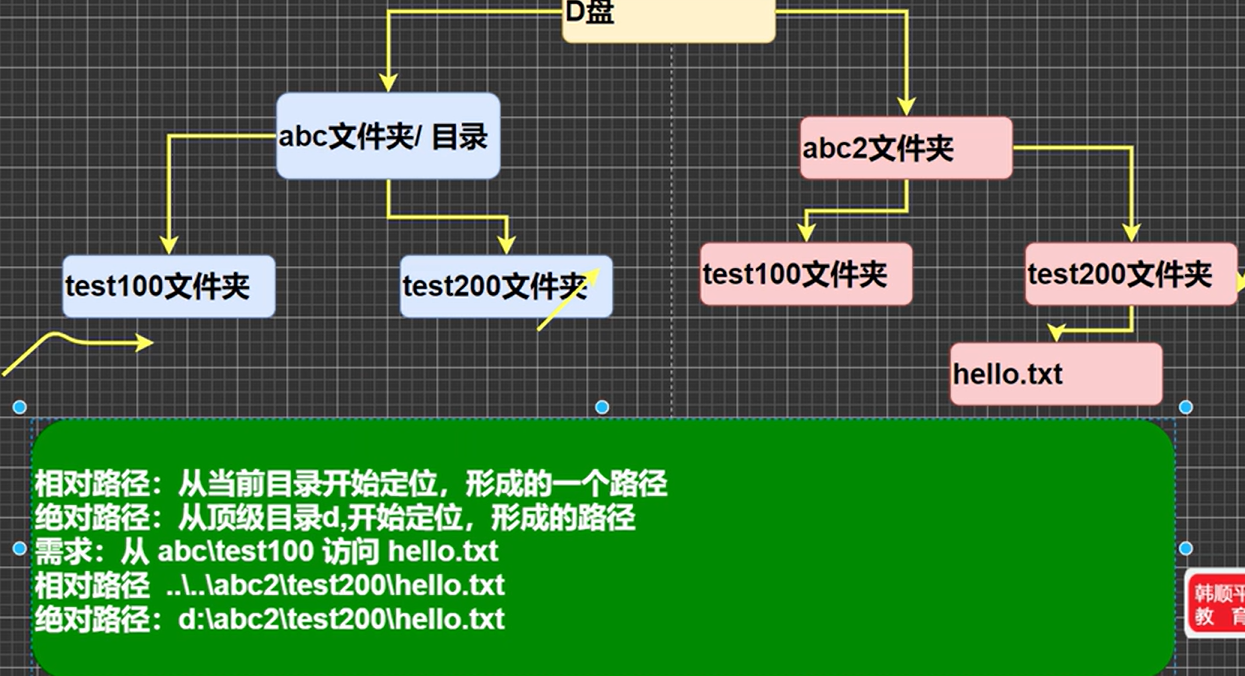 D盘
abc文件夹/ 目录
abc2文件夹
test100文件夹
test200文件夹
test100文件夹
test200文件夹
hello.txt
相对路径：从当前目录开始定位，形成的一个路径
绝对路径：从顶级目录d,开始定位，形成的路径
需求：从 abc\test100 访问 hello.txt
相对路径 ..\..\abc2\test200\hello.txt
绝对路径：d:\abc2\test200\hello.txt
韩顺平
教 育